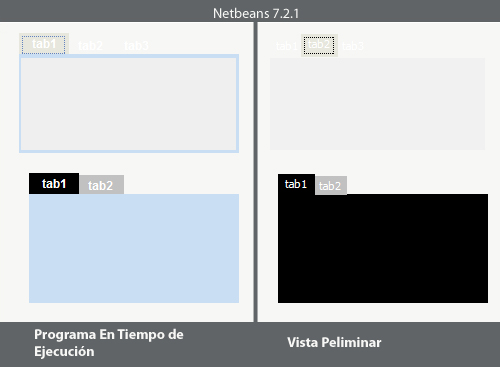 Netbeans 7.2.1
tab1 tab2 tab3
tab1 tab2 tab3
tab1 tab2
tab1 tab2
Programa En Tiempo de
Ejecución
Vista Peliminar